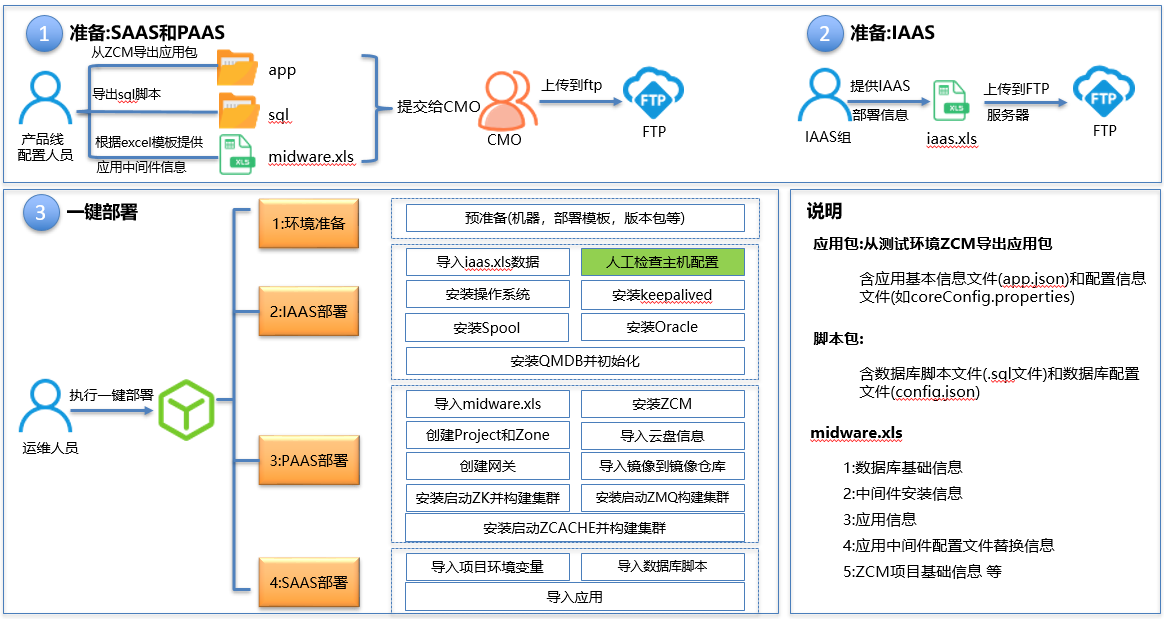 1
准备:SAAS和PAAS
从ZCM导出应用包
app
导出sql脚本
sql
根据excel模板提供
应用中间件信息
XLS
midware.xls
产品线
配置人员
提交给CMO
CMO
上传到ftp
FTP
FTP
2
准备:IAAS
IAAS组
提供IAAS
部署信息
XLS
iaas.xls
上传到FTP
服务器
FTP
FTP
3
一键部署
运维人员
执行一键部署
1:环境准备
预准备(机器，部署模板，版本包等)
2:IAAS部署
导入iaas.xls数据
人工检查主机配置
安装操作系统
安装keepalived
安装Spool
安装Oracle
安装QMDB并初始化
3:PAAS部署
导入midware.xls
安装ZCM
创建Project和Zone
导入云盘信息
创建网关
导入镜像到镜像仓库
安装启动ZK并构建集群
安装启动ZMQ构建集群
安装启动ZCACHE并构建集群
4:SAAS部署
导入项目环境变量
导入数据库脚本
导入应用
说明
应用包:从测试环境ZCM导出应用包
含应用基本信息文件(app.json)和配置信息
文件(如coreConfig.properties)
脚本包:
含数据库脚本文件(.sql文件)和数据库配置
文件(config.json)
midware.xls
1:数据库基础信息
2:中间件安装信息
3:应用信息
4:应用中间件配置文件替换信息
5:ZCM项目基础信息 等